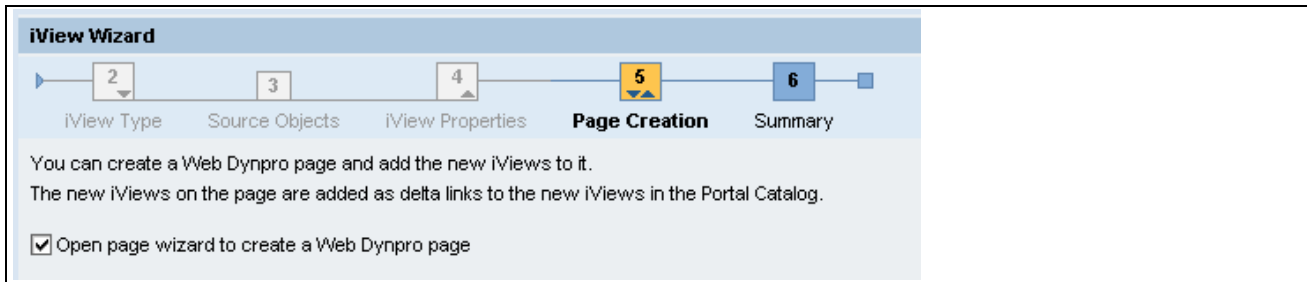 iView Wizard
2 3 4 5 6
iView Type Source Objects iView Properties Page Creation Summary
You can create a Web Dynpro page and add the new iViews to it.
The new iViews on the page are added as delta links to the new iViews in the Portal Catalog.
Open page wizard to create a Web Dynpro page